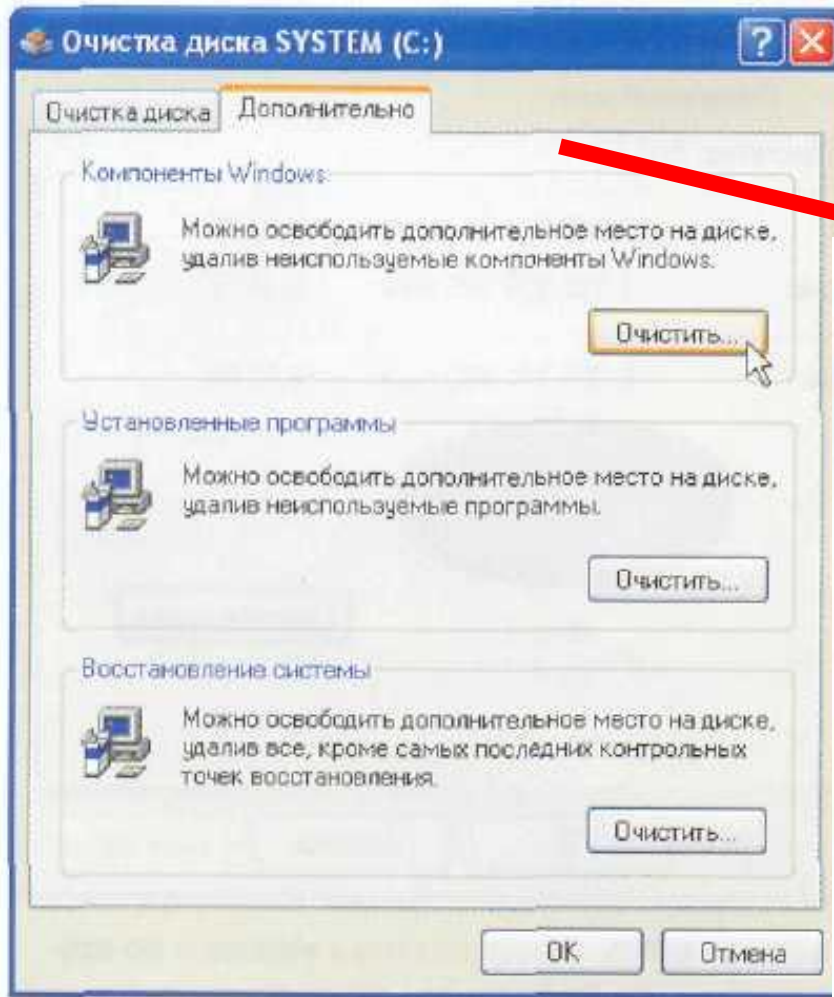 Очистка диска SYSTEM (C:)
Очистка диска Дополнительно
Компоненты Windows
Можно освободить дополнительное место на диске,
удалив неиспользуемые компоненты Windows.
Очистить...
Установленные программы
Можно освободить дополнительное место на диске,
удалив неиспользуемые программы.
Очистить...
Восстановление системы
Можно освободить дополнительное место на диске,
удалив все, кроме самых последних контрольных
точек восстановления.
Очистить...
OK Отмена